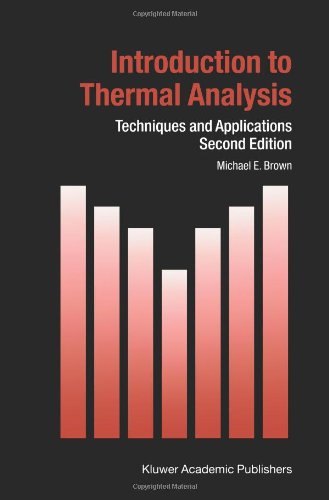 Introduction to
Thermal Analysis
Techniques and Applications
Second Edition
Michael E. Brown
Kluwer Academic Publishers